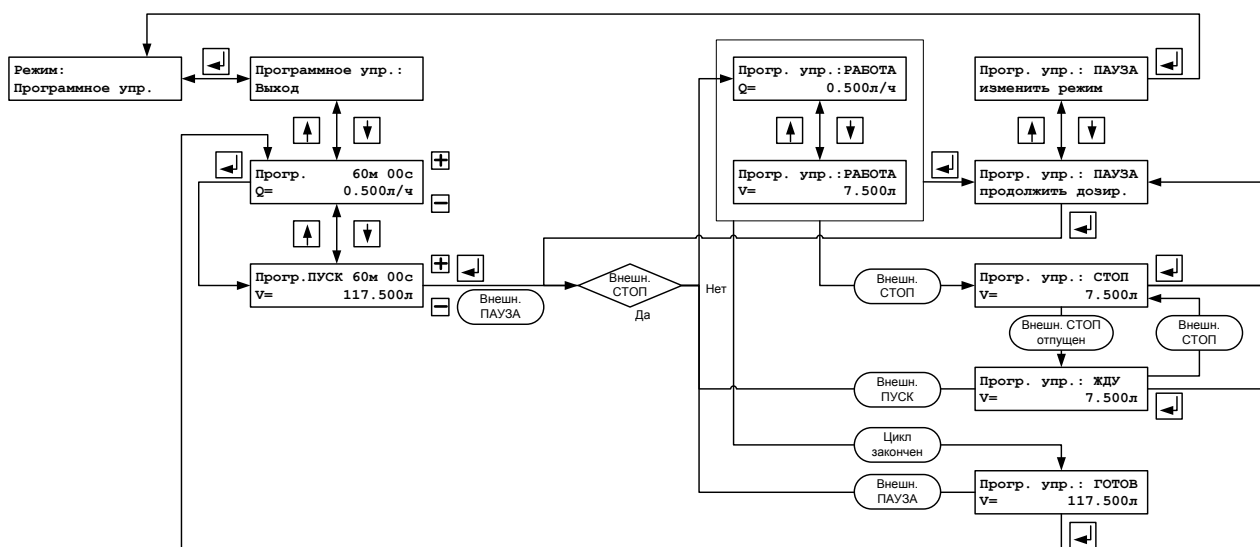 Режим:
Программное упр.
Программное упр.:
Выход
Прогр. 60м 00с
Q= 0.500л/ч
Прогр.ПУСК 60м 00с
V= 117.500л
Внешн.
ПАУЗА
Внешн.
СТОП
Да
Нет
Прогр. упр.:РАБОТА
Q= 0.500л/ч
Прогр. упр.:РАБОТА
V= 7.500л
Прогр. упр.: ПАУЗА
изменить режим
Прогр. упр.: ПАУЗА
продолжить дозир.
Внешн.
СТОП
Прогр. упр.: СТОП
V= 7.500л
Внешн. СТОП
отпущен
Внешн.
СТОП
Внешн.
ПУСК
Прогр. упр.: ЖДУ
V= 7.500л
Цикл
закончен
Внешн.
ПАУЗА
Прогр. упр.: ГОТОВ
V= 117.500л